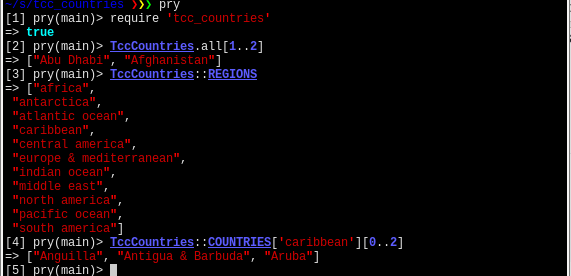 ~/s/tcc_countries ❯❯❯ pry
[1] pry(main)> require 'tcc_countries'
=> true
[2] pry(main)> TccCountries.all[1..2]
=> ["Abu Dhabi", "Afghanistan"]
[3] pry(main)> TccCountries::REGIONS
=> ["africa",
 "antarctica",
 "atlantic ocean",
 "caribbean",
 "central america",
 "europe & mediterranean",
 "indian ocean",
 "middle east",
 "north america",
 "pacific ocean",
 "south america"]
[4] pry(main)> TccCountries::COUNTRIES['caribbean'][0..2]
=> ["Anguilla", "Antigua & Barbuda", "Aruba"]
[5] pry(main)>